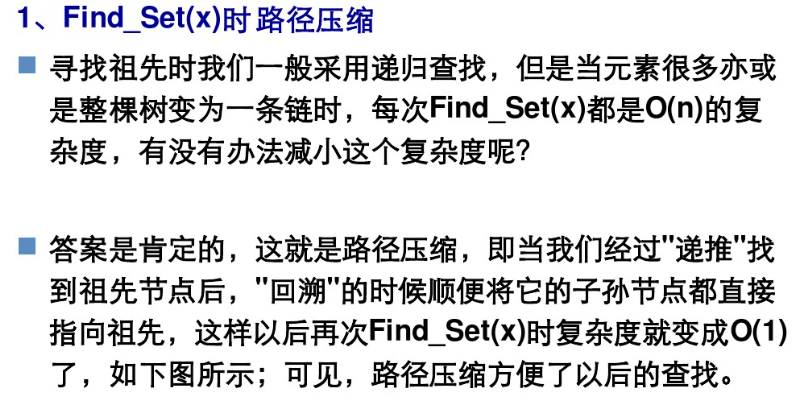 1、Find_Set(x)时 路径压缩
寻找祖先时我们一般采用递归查找，但是当元素很多亦或
是整棵树变为一条链时，每次Find_Set(x)都是O(n)的复
杂度，有没有办法减小这个复杂度呢？
答案是肯定的，这就是路径压缩，即当我们经过"递推"找
到祖先节点后，"回溯"的时候顺便将它的子孙节点都直接
指向祖先，这样以后再次Find_Set(x)时复杂度就变成O(1)
了，如下图所示；可见，路径压缩方便了以后的查找。